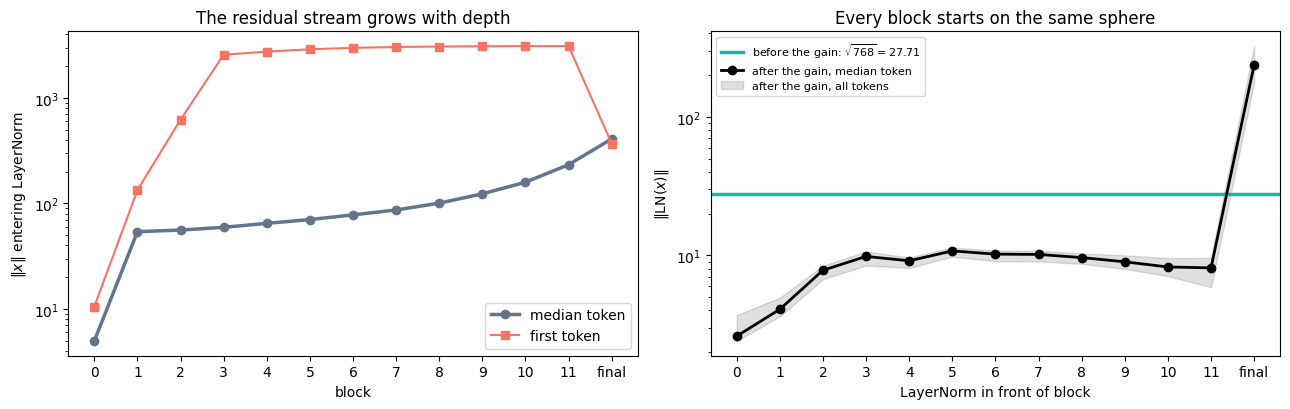 The residual stream grows with depth
‖x‖ entering LayerNorm
10³
10²
10¹
median token
first token
0 1 2 3 4 5 6 7 8 9 10 11 final
block
Every block starts on the same sphere
‖LN(x)‖
before the gain: √768 = 27.71
after the gain, median token
after the gain, all tokens
10²
10¹
0 1 2 3 4 5 6 7 8 9 10 11 final
LayerNorm in front of block